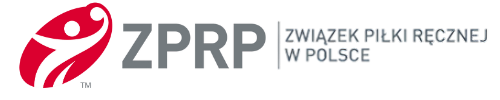 ZPRP
ZWIĄZEK PIŁKI RĘCZNEJ
W POLSCE
TM